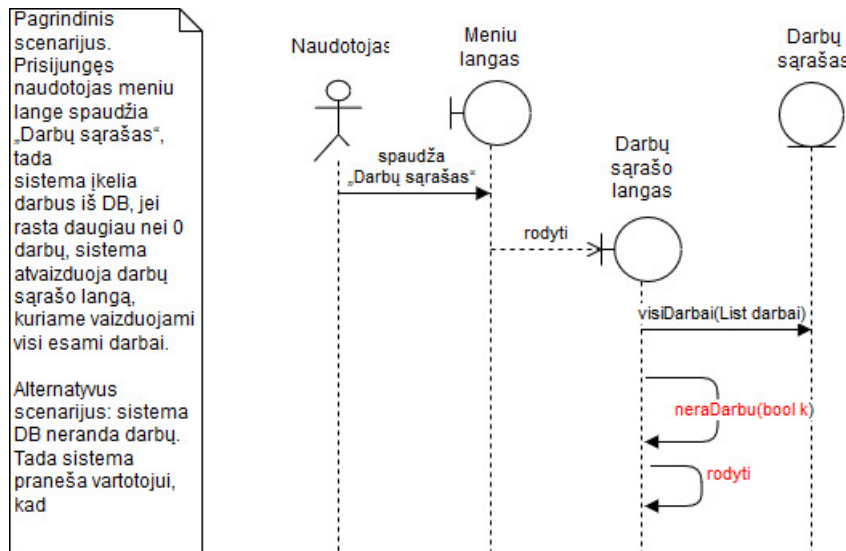 Pagrindinis
scenarijus.
Prisijungęs
naudotojas meniu
lange spaudžia
„Darbų sąrašas“,
tada
sistema įkelia
darbus iš DB, jei
rasta daugiau nei 0
darbų, sistema
atvaizduoja darbų
sąrašo langą,
kuriame vaizduojami
visi esami darbai.
Alternatyvus
scenarijus: sistema
DB neranda darbų.
Tada sistema
praneša vartotojui,
kad
Naudotojas
Meniu
langas
Darbų
sąrašas
spaudža
„Darbų sąrašas“
Darbų
sąrašo
langas
rodyti
visiDarbai(List darbai)
neraDarbu(bool k)
rodyti